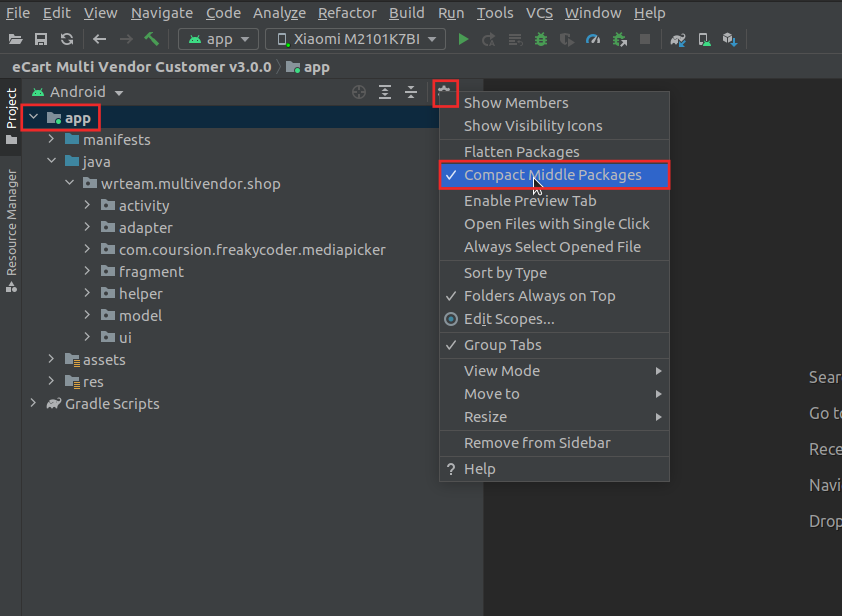 File Edit View Navigate Code Analyze Refactor Build Run Tools VCS Window Help
app Xiaomi M2101K7BI
eCart Multi Vendor Customer v3.0.0 app
Project
Resource Manager
Android
app
manifests
java
wrteam.multivendor.shop
activity
adapter
com.coursion.freakycoder.mediapicker
fragment
helper
model
ui
assets
res
Gradle Scripts
Show Members
Show Visibility Icons
Flatten Packages
Compact Middle Packages
Enable Preview Tab
Open Files with Single Click
Always Select Opened File
Sort by Type
Folders Always on Top
Edit Scopes...
Group Tabs
View Mode
Move to
Resize
Remove from Sidebar
? Help
Sear
Go to
Rece
Navi
Drop